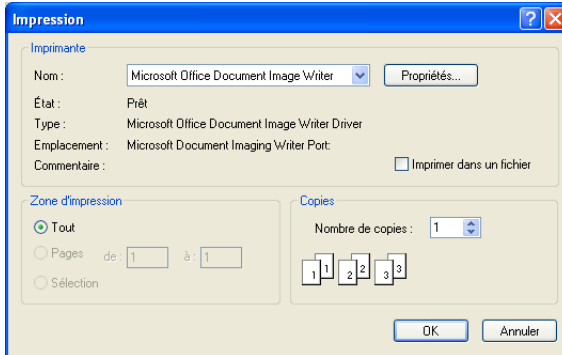 Impression
Imprimante
Nom :
Microsoft Office Document Image Writer
Propriétés...
État :
Prêt
Type :
Microsoft Office Document Image Writer Driver
Emplacement :
Microsoft Document Imaging Writer Port:
Commentaire :
Imprimer dans un fichier
Zone d'impression
Tout
Pages de : 1 à : 1
Sélection
Copies
Nombre de copies : 1
1 1 2 2 3 3
OK
Annuler